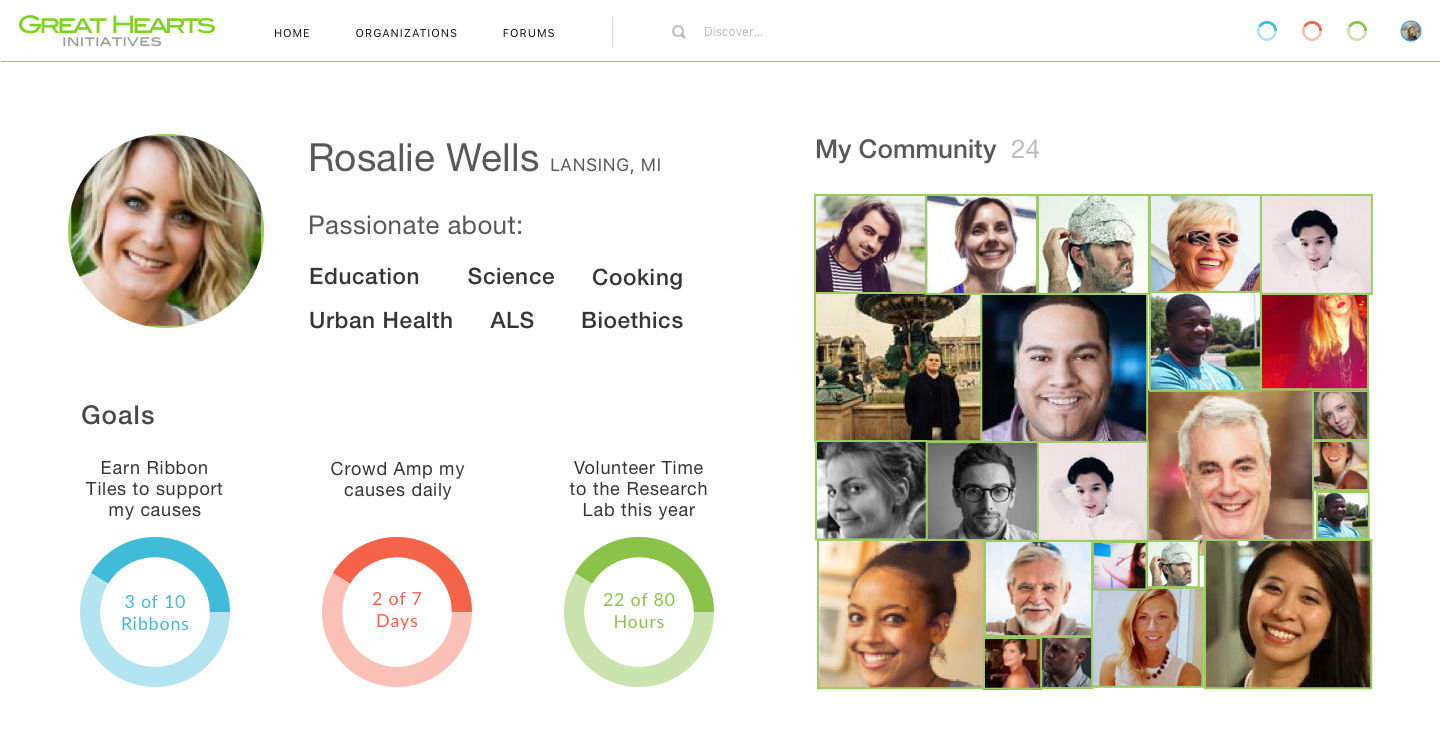 GREAT HEARTS
INITIATIVES
HOME
ORGANIZATIONS
FORUMS
Discover...
Rosalie Wells LANSING, MI
Passionate about:
Education Science Cooking
Urban Health ALS Bioethics
Goals
Earn Ribbon
Tiles to support
my causes
3 of 10
Ribbons
Crowd Amp my
causes daily
2 of 7
Days
Volunteer Time
to the Research
Lab this year
22 of 80
Hours
My Community 24